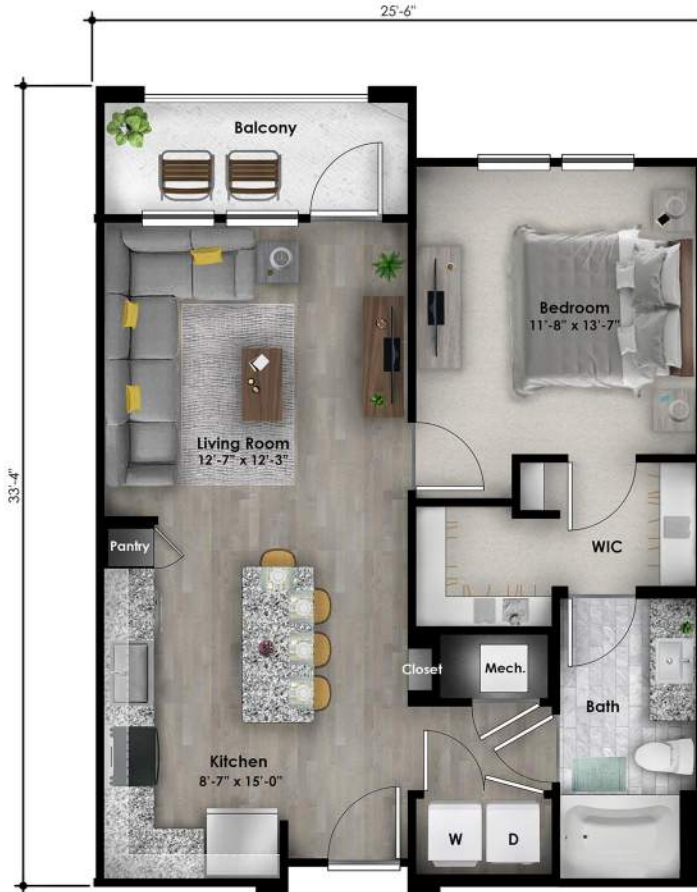 25'-6"
33'-4"
Balcony
Bedroom
11'-8" x 13'-7"
Living Room
12'-7" x 12'-3"
Pantry
WIC
Closet
Mech.
Bath
Kitchen
8'-7" x 15'-0"
W
D